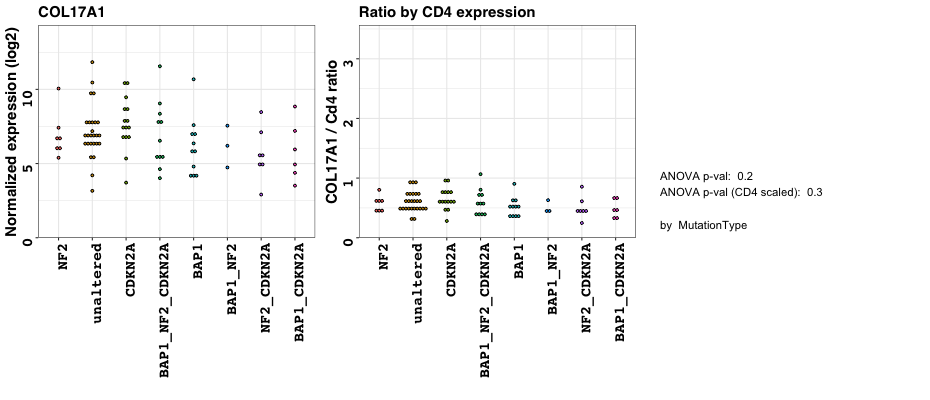 COL17A1
Normalized expression (log2)
0
5
10
NF2
unaltered
CDKN2A
BAP1_NF2_CDKN2A
BAP1
BAP1_NF2
NF2_CDKN2A
BAP1_CDKN2A
Ratio by CD4 expression
COL17A1 / Cd4 ratio
0
1
2
3
NF2
unaltered
CDKN2A
BAP1_NF2_CDKN2A
BAP1
BAP1_NF2
NF2_CDKN2A
BAP1_CDKN2A
ANOVA p-val: 0.2
ANOVA p-val (CD4 scaled): 0.3
by MutationType